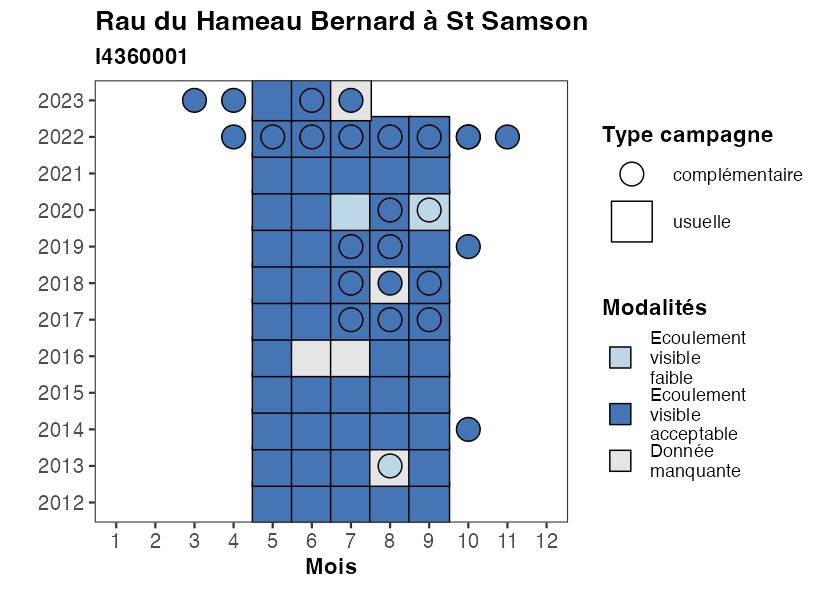 Rau du Hameau Bernard à St Samson
I4360001
2023
2022
2021
2020
2019
2018
2017
2016
2015
2014
2013
2012
1 2 3 4 5 6 7 8 9 10 11 12
Mois
Type campagne
complémentaire
usuelle
Modalités
Ecoulement
visible
faible
Ecoulement
visible
acceptable
Donnée
manquante